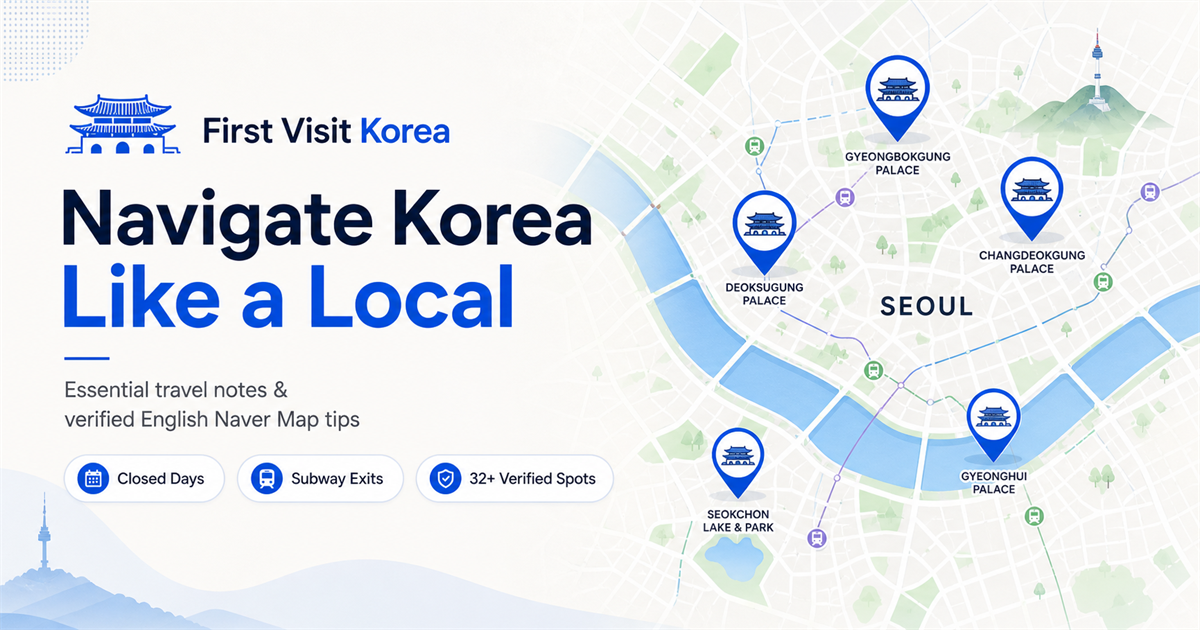 First Visit Korea
Navigate Korea
Like a Local
Essential travel notes &
verified English Naver Map tips
Closed Days
Subway Exits
32+ Verified Spots
GYEONGBOKGUNG
PALACE
CHANGDEOKGUNG
PALACE
DEOKSUGUNG
PALACE
SEOUL
GYEONGHUI
PALACE
SEOKCHON
LAKE & PARK